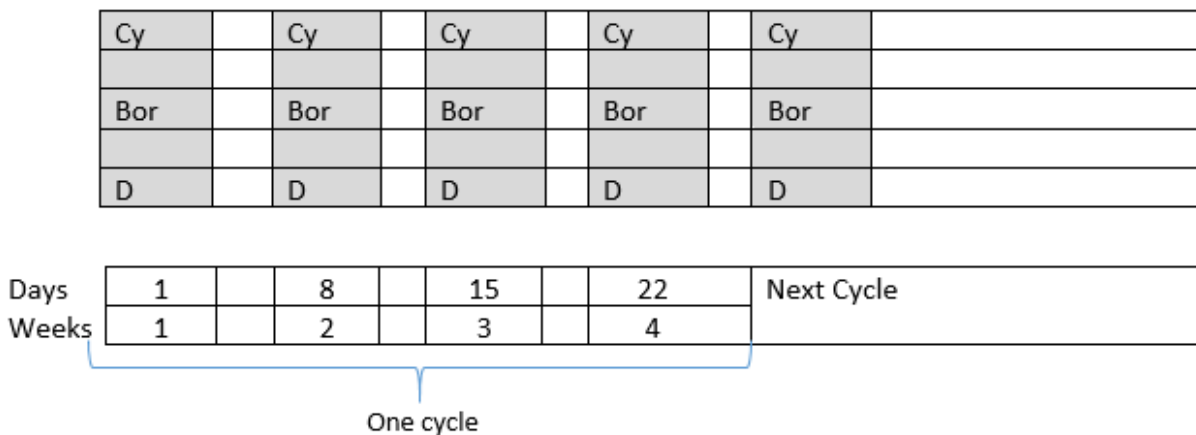 Cy Cy Cy Cy Cy
Bor Bor Bor Bor Bor
D D D D D
Days 1 8 15 22 Next Cycle
Weeks 1 2 3 4
One cycle